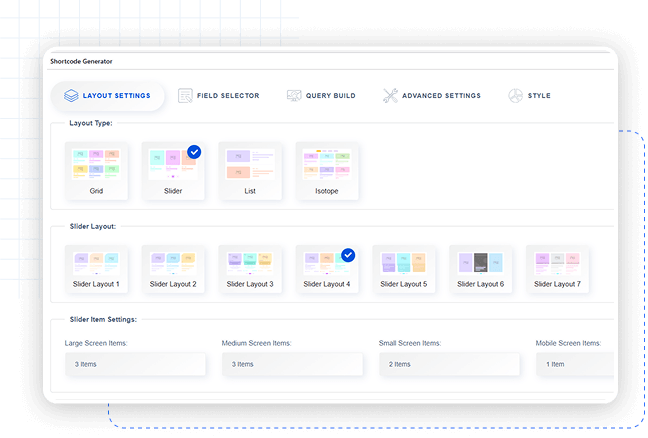 Shortcode Generator
LAYOUT SETTINGS FIELD SELECTOR QUERY BUILD ADVANCED SETTINGS STYLE
Layout Type:
Grid Slider List Isotope
Slider Layout:
Slider Layout 1 Slider Layout 2 Slider Layout 3 Slider Layout 4 Slider Layout 5 Slider Layout 6 Slider Layout 7
Slider Item Settings:
Large Screen Items: Medium Screen Items: Small Screen Items: Mobile Screen Items:
3 Items 3 Items 2 Items 1 Item